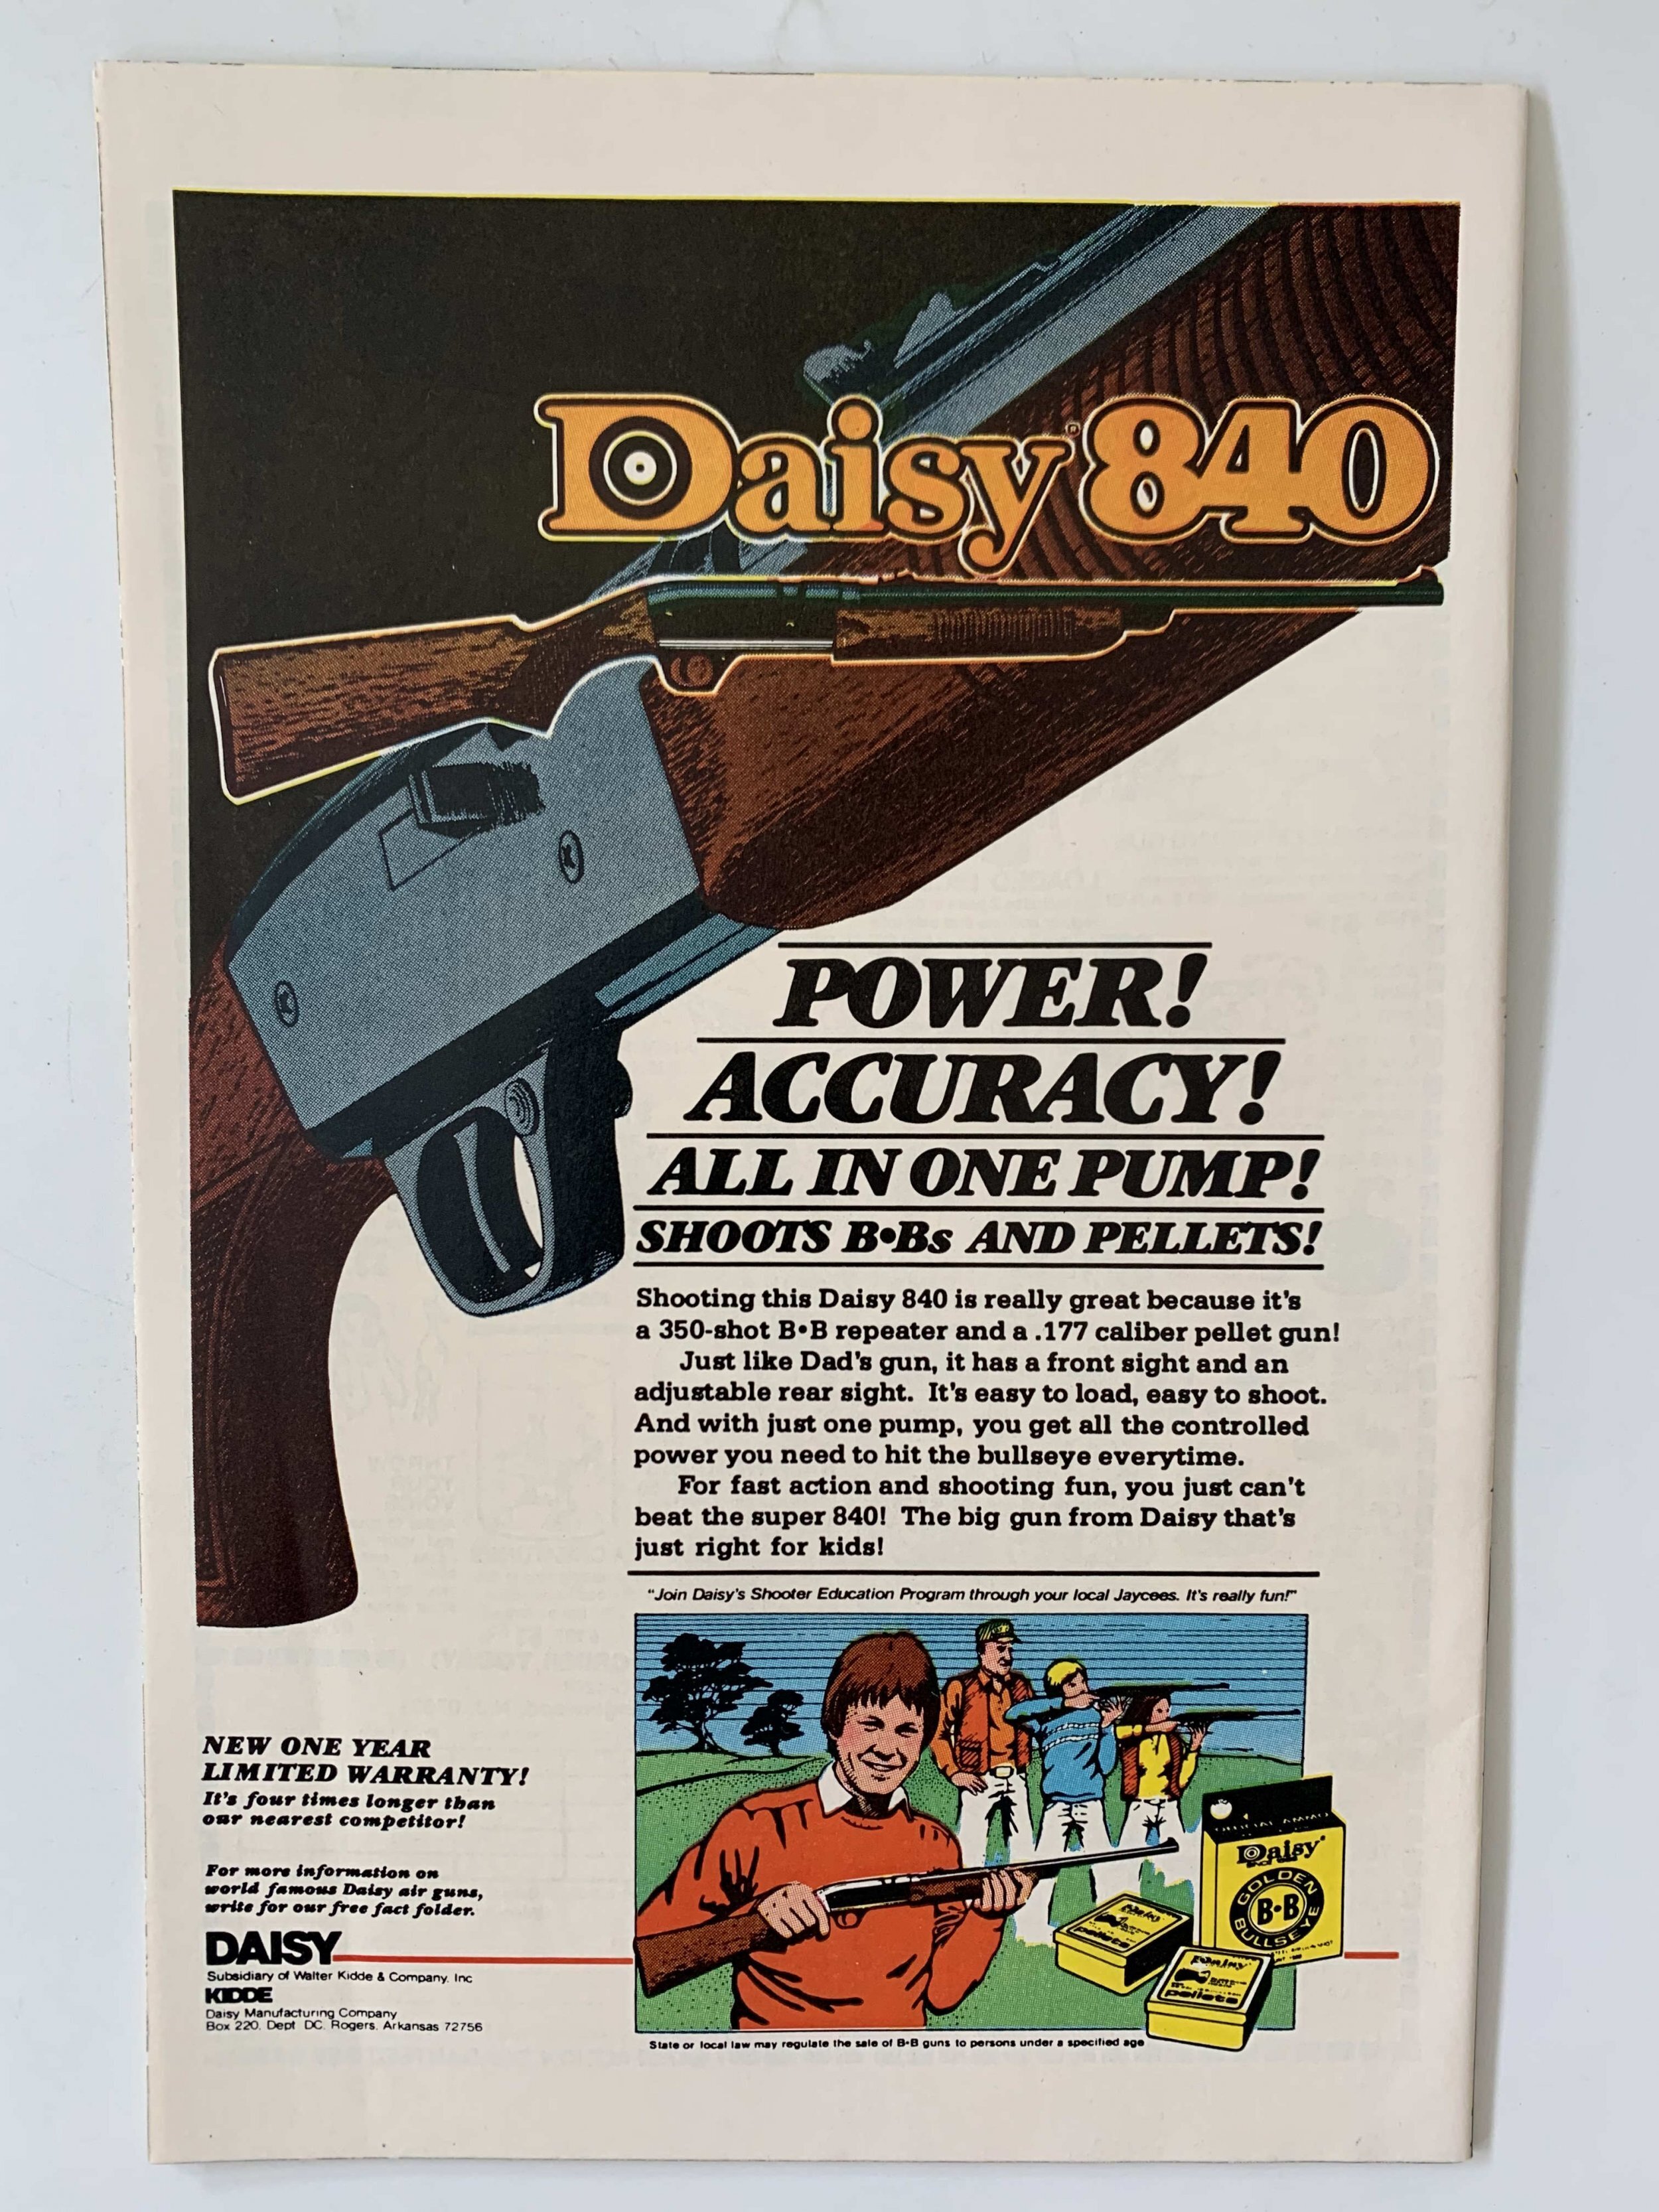 Daisy® 840
POWER!
ACCURACY!
ALL IN ONE PUMP!
SHOOTS B•Bs AND PELLETS!
Shooting this Daisy 840 is really great because it's
a 350-shot B•B repeater and a .177 caliber pellet gun!
Just like Dad's gun, it has a front sight and an
adjustable rear sight. It's easy to load, easy to shoot.
And with just one pump, you get all the controlled
power you need to hit the bullseye everytime.
For fast action and shooting fun, you just can't
beat the super 840! The big gun from Daisy that's
just right for kids!
"Join Daisy's Shooter Education Program through your local Jaycees. It's really fun!"
NEW ONE YEAR
LIMITED WARRANTY!
It's four times longer than
our nearest competitor!
For more information on
world famous Daisy air guns,
write for our free fact folder.
DAISY
Subsidiary of Walter Kidde & Company, Inc
KIDDE
Daisy Manufacturing Company
Box 220, Dept DC, Rogers, Arkansas 72756
OFFICIAL AMMO
Daisy®
GOLDEN
B•B
BULLSEYE
Daisy
pellets
Daisy
pellets
State or local law may regulate the sale of B•B guns to persons under a specified age